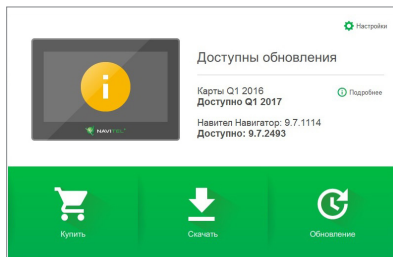 Настройки
Доступны обновления
Карты Q1 2016
Доступно Q1 2017
Подробнее
Навител Навигатор: 9.7.1114
Доступно: 9.7.2493
NAVITEL
Купить
Скачать
Обновление